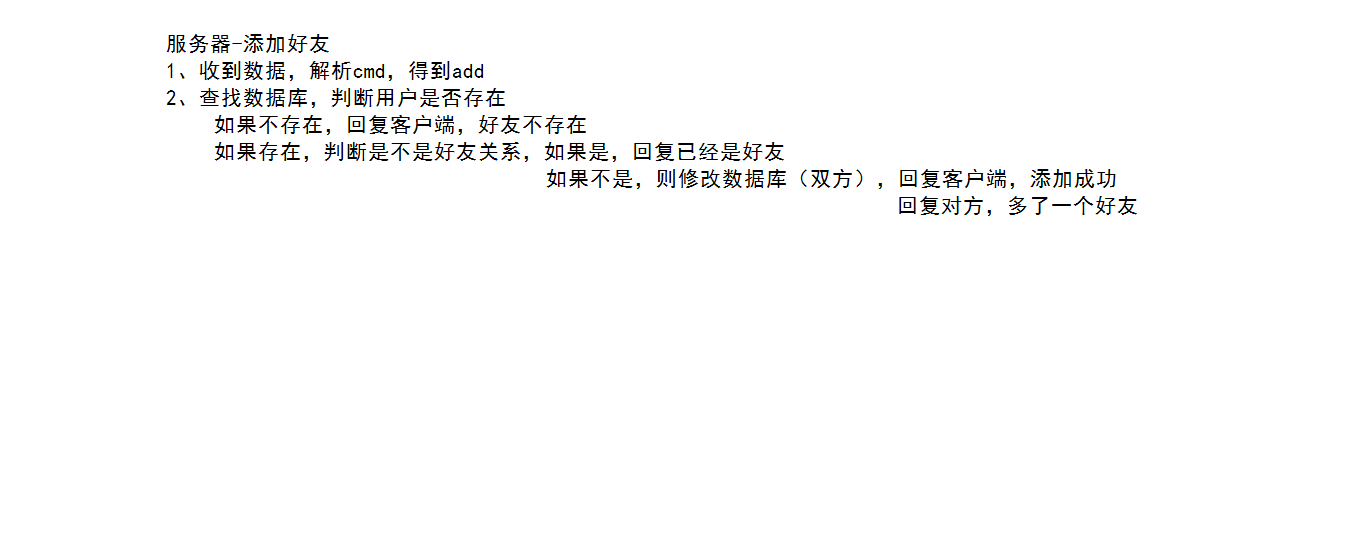 服务器-添加好友
1、收到数据，解析cmd，得到add
2、查找数据库，判断用户是否存在
如果不存在，回复客户端，好友不存在
如果存在，判断是不是好友关系，如果是，回复已经是好友
如果不是，则修改数据库（双方），回复客户端，添加成功
回复对方，多了一个好友